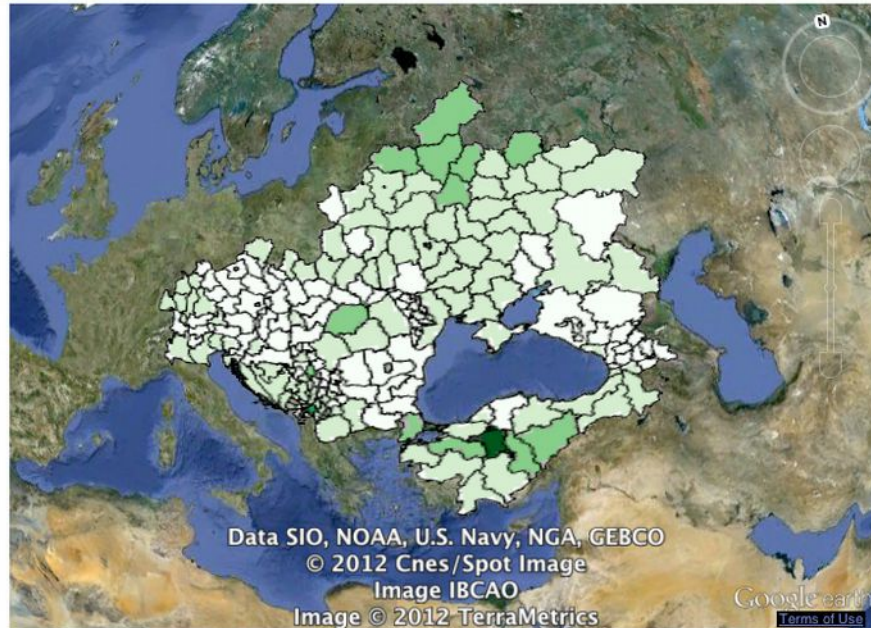 N
Data SIO, NOAA, U.S. Navy, NGA, GEBCO
© 2012 Cnes/Spot Image
Image IBCAO
Image © 2012 TerraMetrics
Google earth
Terms of Use